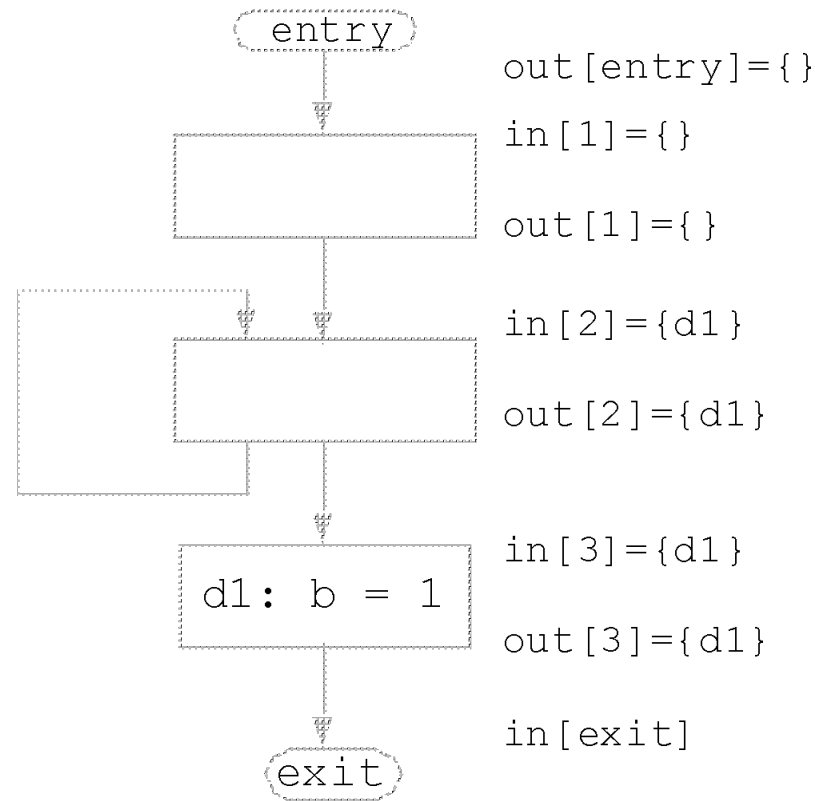 entry
out[entry]={}
in[1]={}
out[1]={}
in[2]={d1}
out[2]={d1}
in[3]={d1}
d1: b = 1
out[3]={d1}
in[exit]
exit